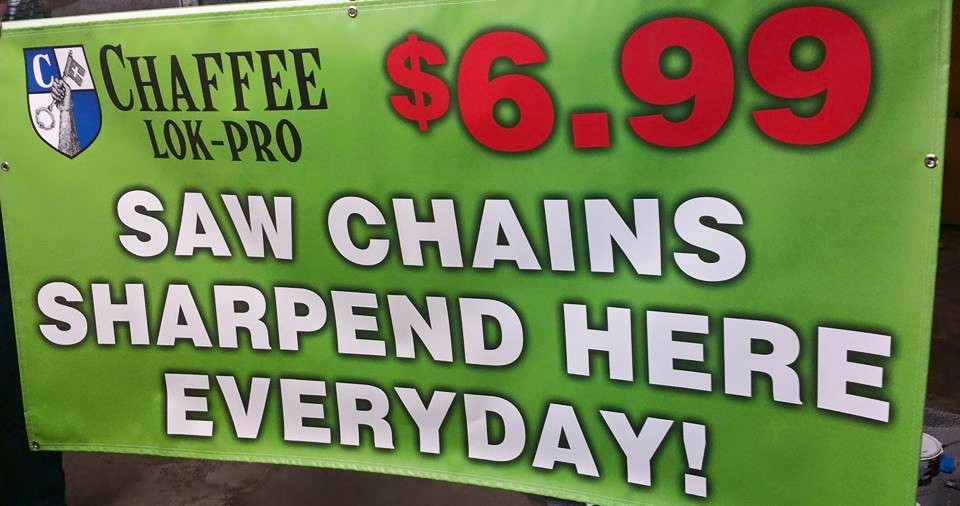 C
CHAFFEE
LOK-PRO
$6.99
SAW CHAINS
SHARPEND HERE
EVERYDAY!